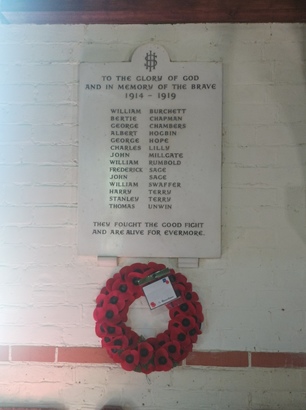 IHS
TO THE GLORY OF GOD
AND IN MEMORY OF THE BRAVE
1914 - 1919
WILLIAM BURCHETT
BERTIE CHAPMAN
GEORGE CHAMBERS
ALBERT HOGBIN
GEORGE HOPE
CHARLES LILLY
JOHN MILLGATE
WILLIAM RUMBOLD
FREDERICK SAGE
JOHN SAGE
WILLIAM SWAFFER
HARRY TERRY
STANLEY TERRY
THOMAS UNWIN
THEY FOUGHT THE GOOD FIGHT
AND ARE ALIVE FOR EVERMORE.